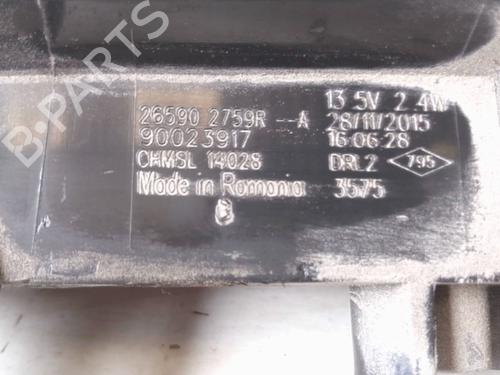 26590 2759R --A 13 5V 2 4W
90023917 28/11/2015
16:06:28
CHMSL 14028 DRL2 795
Made in Romania 3575